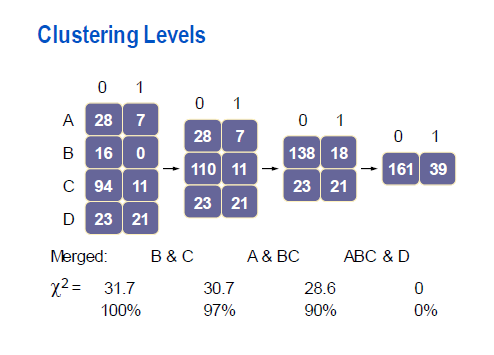 Clustering Levels
0 1
A 28 7
B 16 0
C 94 11
D 23 21
0 1
28 7
110 11
23 21
0 1
138 18
23 21
0 1
161 39
Merged: B & C A & BC ABC & D
χ2 = 31.7 30.7 28.6 0
100% 97% 90% 0%